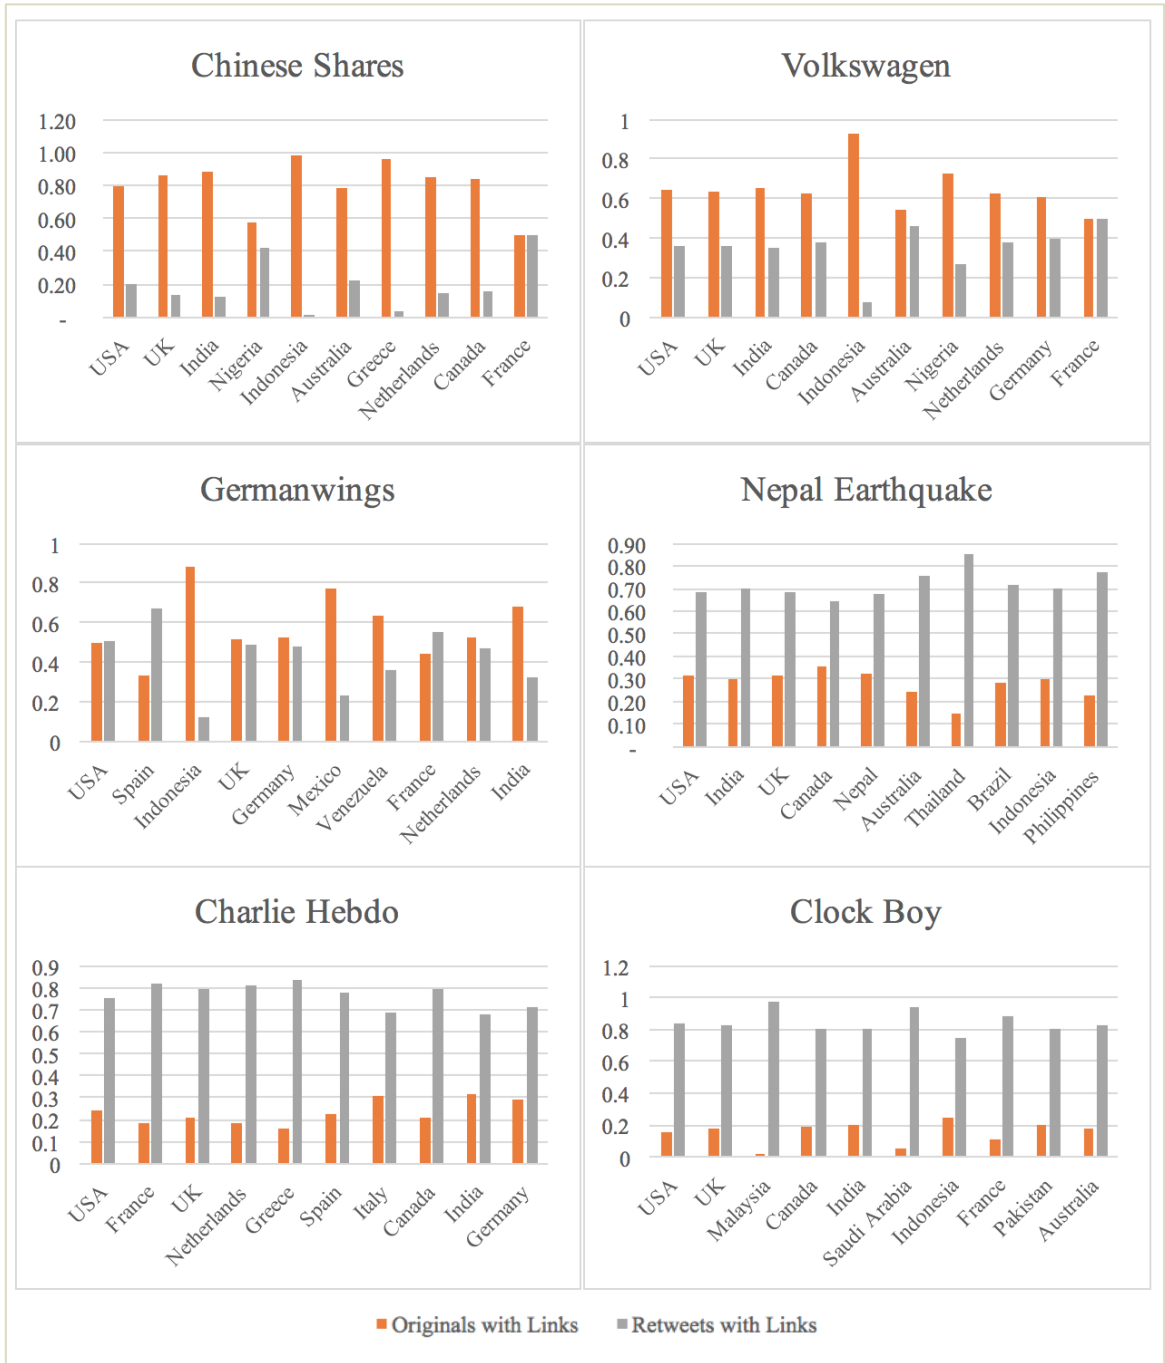 Chinese Shares
1.20
1.00
0.80
0.60
0.40
0.20
-
USA
UK
India
Nigeria
Indonesia
Australia
Greece
Netherlands
Canada
France
Volkswagen
1
0.8
0.6
0.4
0.2
0
USA
UK
India
Canada
Indonesia
Australia
Nigeria
Netherlands
Germany
France
Germanwings
1
0.8
0.6
0.4
0.2
0
USA
Spain
Indonesia
UK
Germany
Mexico
Venezuela
France
Netherlands
India
Nepal Earthquake
0.90
0.80
0.70
0.60
0.50
0.40
0.30
0.20
0.10
-
USA
India
UK
Canada
Nepal
Australia
Thailand
Brazil
Indonesia
Philippines
Charlie Hebdo
0.9
0.8
0.7
0.6
0.5
0.4
0.3
0.2
0.1
0
USA
France
UK
Netherlands
Greece
Spain
Italy
Canada
India
Germany
Clock Boy
1.2
1
0.8
0.6
0.4
0.2
0
USA
UK
Malaysia
Canada
India
Saudi Arabia
Indonesia
France
Pakistan
Australia
Originals with Links
Retweets with Links